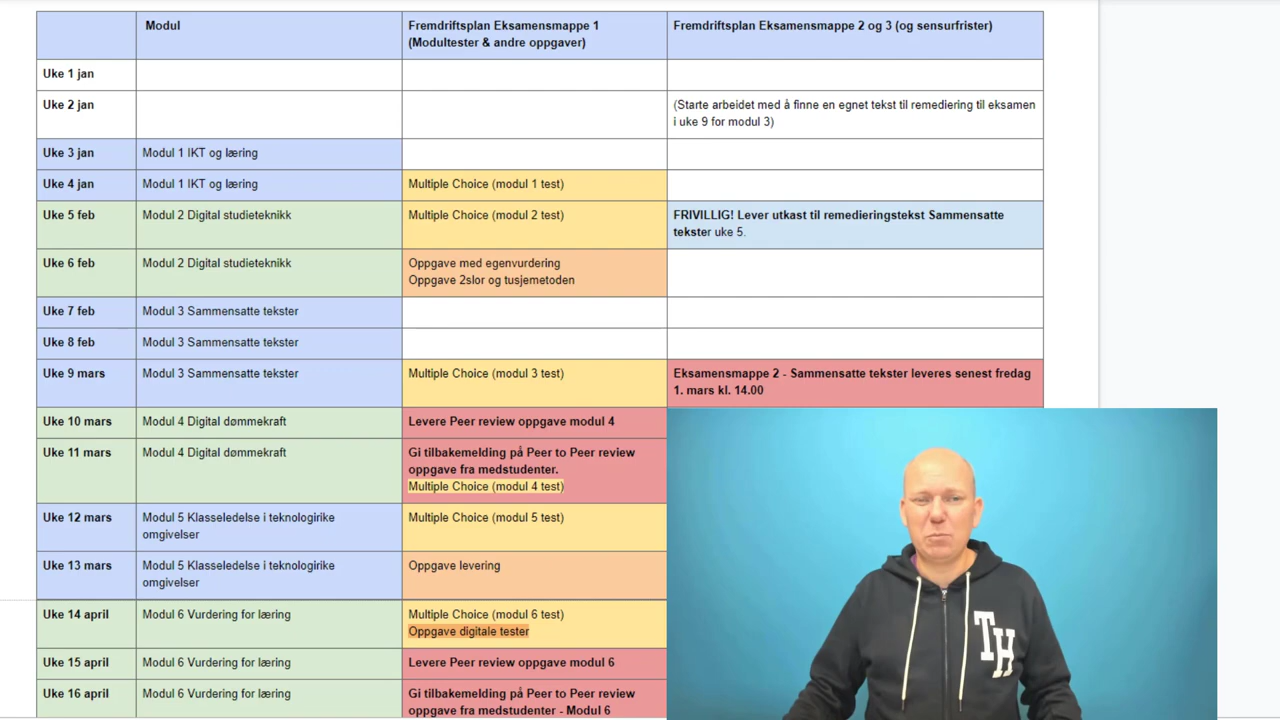 Modul
Fremdriftsplan Eksamensmappe 1
(Modultester & andre oppgaver)
Fremdriftsplan Eksamensmappe 2 og 3 (og sensurfrister)
Uke 1 jan
Uke 2 jan
(Starte arbeidet med å finne en egnet tekst til remediering til eksamen
i uke 9 for modul 3)
Uke 3 jan
Modul 1 IKT og læring
Uke 4 jan
Modul 1 IKT og læring
Multiple Choice (modul 1 test)
Uke 5 feb
Modul 2 Digital studieteknikk
Multiple Choice (modul 2 test)
FRIVILLIG! Lever utkast til remedieringstekst Sammensatte
tekster uke 5.
Uke 6 feb
Modul 2 Digital studieteknikk
Oppgave med egenvurdering
Oppgave 2slor og tusjemetoden
Uke 7 feb
Modul 3 Sammensatte tekster
Uke 8 feb
Modul 3 Sammensatte tekster
Uke 9 mars
Modul 3 Sammensatte tekster
Multiple Choice (modul 3 test)
Eksamensmappe 2 - Sammensatte tekster leveres senest fredag
1. mars kl. 14.00
Uke 10 mars
Modul 4 Digital dømmekraft
Levere Peer review oppgave modul 4
Uke 11 mars
Modul 4 Digital dømmekraft
Gi tilbakemelding på Peer to Peer review
oppgave fra medstudenter.
Multiple Choice (modul 4 test)
Uke 12 mars
Modul 5 Klasseledelse i teknologirike
omgivelser
Multiple Choice (modul 5 test)
Uke 13 mars
Modul 5 Klasseledelse i teknologirike
omgivelser
Oppgave levering
Uke 14 april
Modul 6 Vurdering for læring
Multiple Choice (modul 6 test)
Oppgave digitale tester
Uke 15 april
Modul 6 Vurdering for læring
Levere Peer review oppgave modul 6
Uke 16 april
Modul 6 Vurdering for læring
Gi tilbakemelding på Peer to Peer review
oppgave fra medstudenter - Modul 6
TH